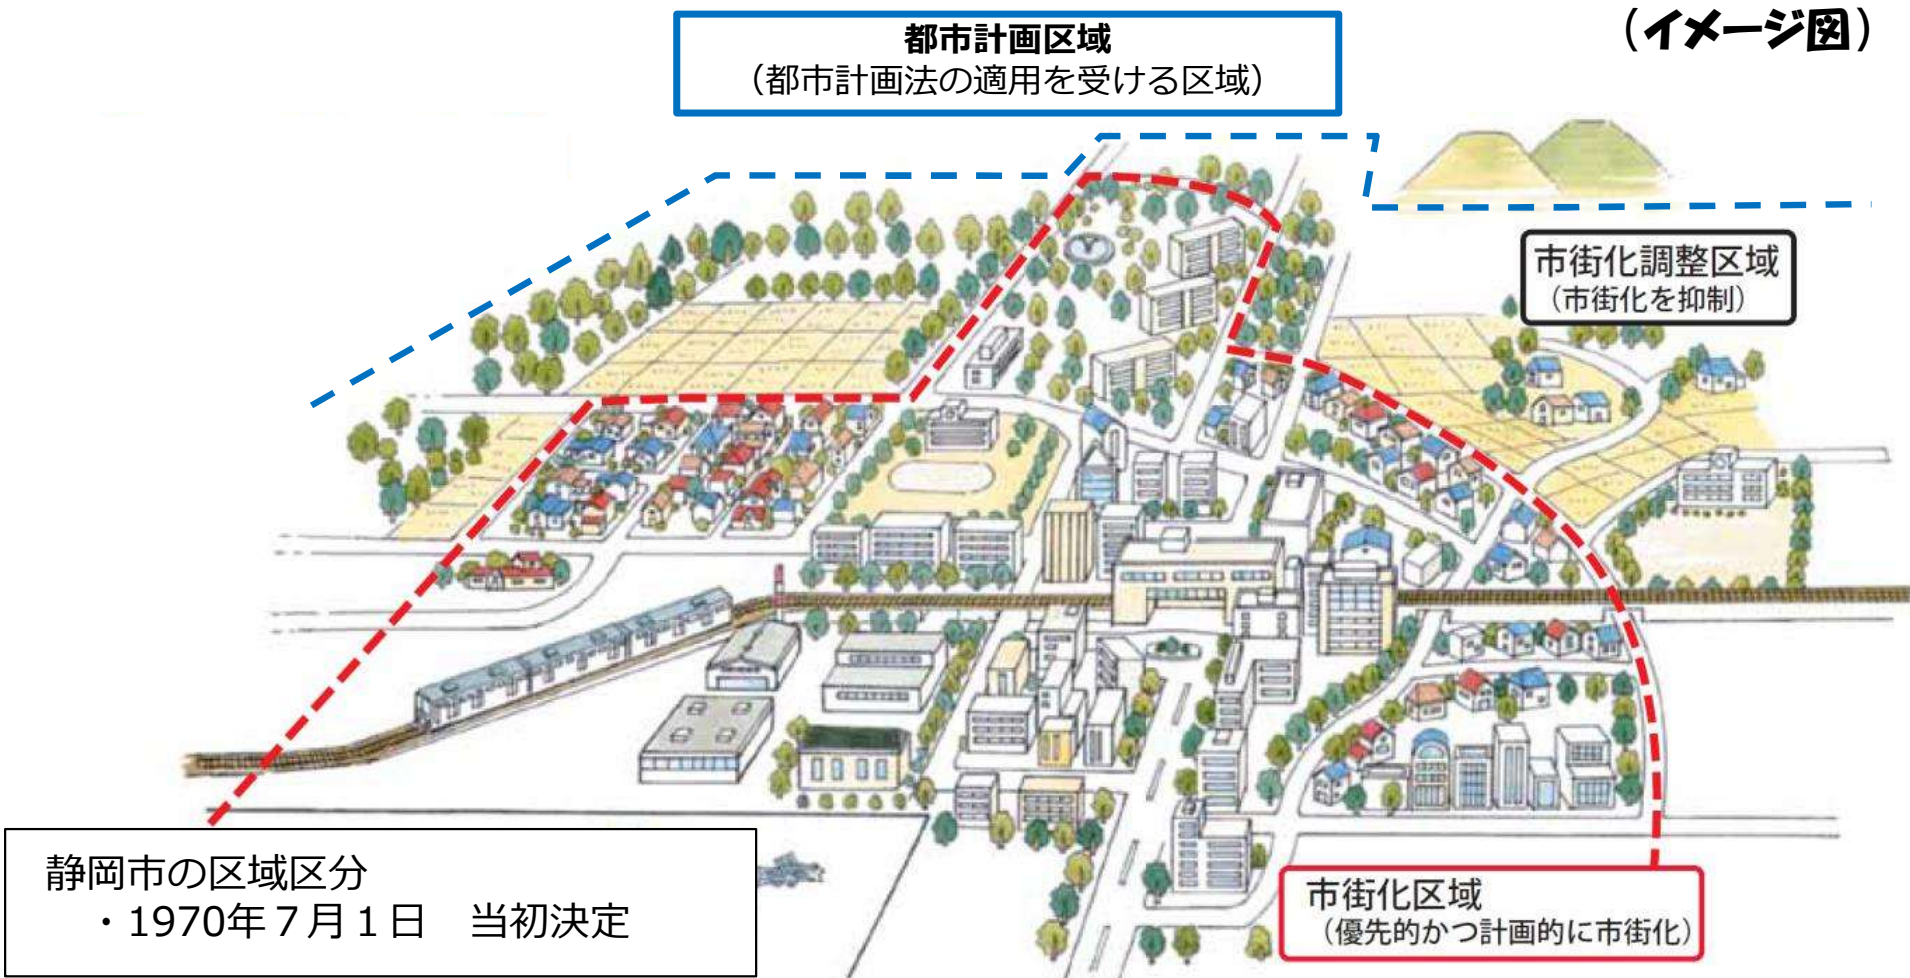 （イメージ図）
都市計画区域
（都市計画法の適用を受ける区域）
市街化調整区域
（市街化を抑制）
静岡市の区域区分
・1970年７月１日　当初決定
市街化区域
（優先的かつ計画的に市街化）